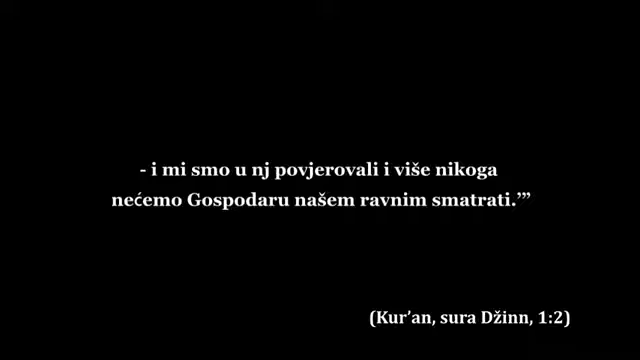 - i mi smo u nj povjerovali i više nikoga
nećemo Gospodaru našem ravnim smatrati.’”
(Kur’an, sura Džinn, 1:2)